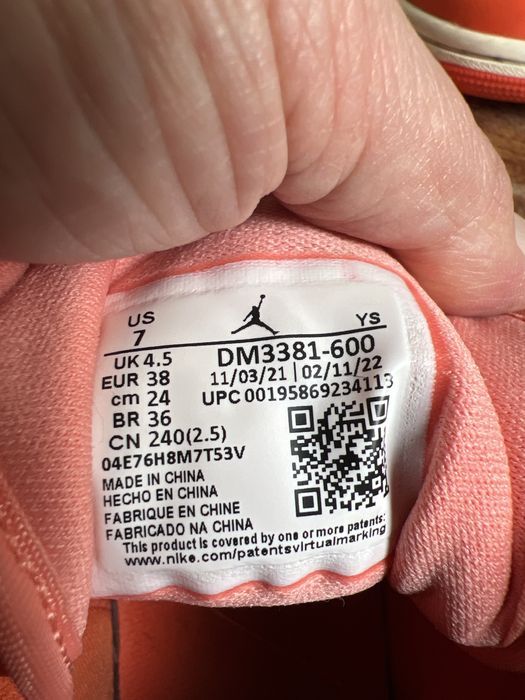 US
7
YS
UK 4.5
EUR 38
cm 24
BR 36
CN 240(2.5)
DM3381-600
11/03/21 | 02/11/22
UPC 00195869234113
04E76H8M7T53V
MADE IN CHINA
HECHO EN CHINA
FABRIQUE EN CHINE
FABRICADO NA CHINA
This product is covered by one or more patents:
www.nike.com/patentsvirtualmarking